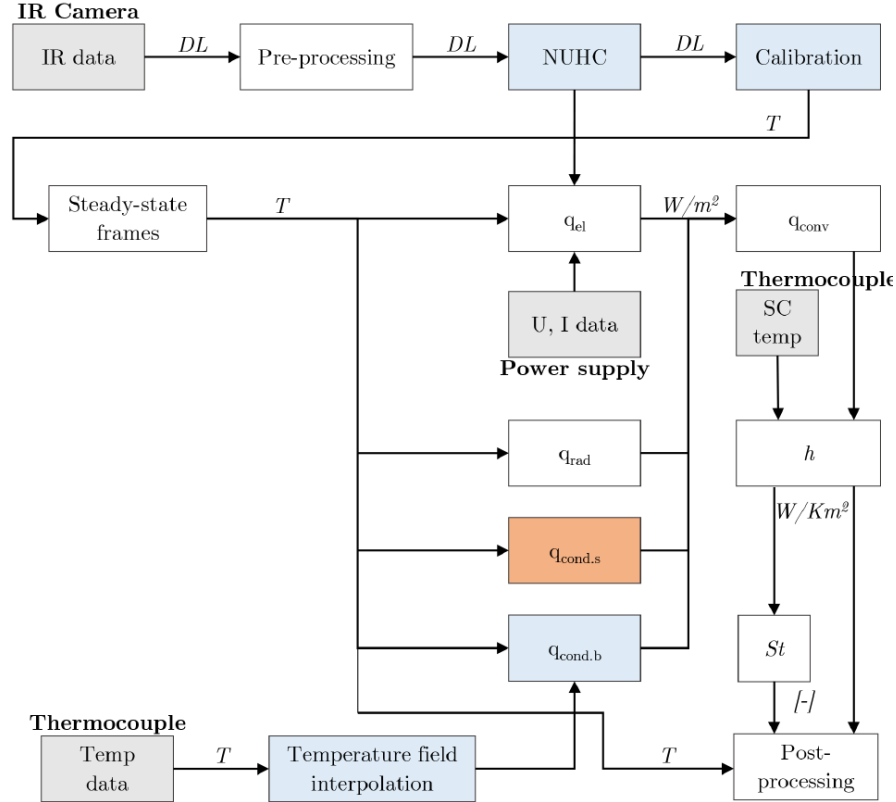 IR Camera
IR data
DL
Pre-processing
DL
NUHC
DL
Calibration
T
Steady-state
frames
T
q_el
W/m²
q_conv
Thermocouple
SC
temp
U, I data
Power supply
q_rad
h
W/Km²
q_cond.s
q_cond.b
St
[-]
Thermocouple
Temp
data
T
Temperature field
interpolation
T
Post-
processing